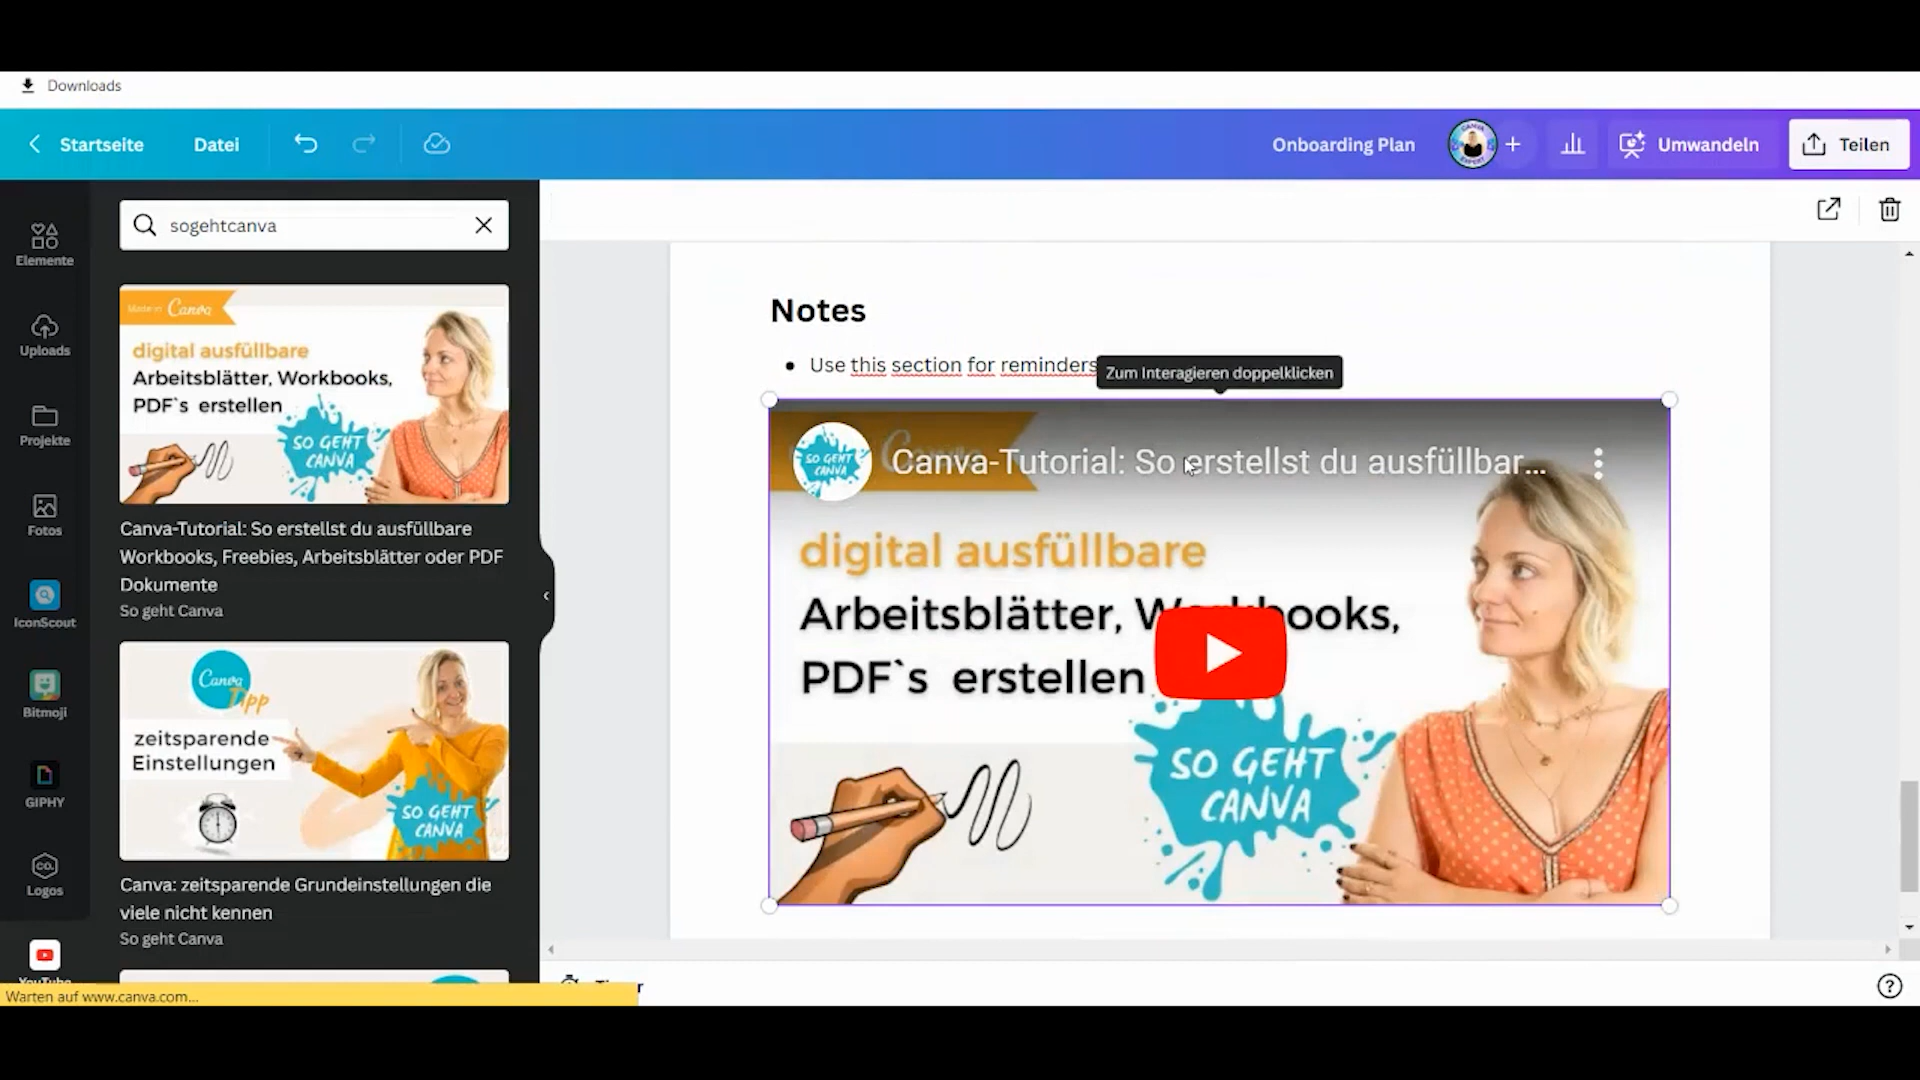 Downloads
Startseite
Datei
Onboarding Plan
Umwandeln
Teilen
sogehtcanva
Elemente
Uploads
Projekte
Fotos
IconScout
Bitmoji
GIPHY
CO.
Logos
YouTube
Made in Canva
digital ausfüllbare
Arbeitsblätter, Workbooks,
PDF`s erstellen
SO GEHT
CANVA
Canva-Tutorial: So erstellst du ausfüllbare
Workbooks, Freebies, Arbeitsblätter oder PDF
Dokumente
So geht Canva
Canva
Tipp
zeitsparende
Einstellungen
SO GEHT
CANVA
Canva: zeitsparende Grundeinstellungen die
viele nicht kennen
So geht Canva
Notes
Use this section for reminders
Zum Interagieren doppelklicken
SO GEHT
CANVA
Canva-Tutorial: So erstellst du ausfüllbar...
digital ausfüllbare
Arbeitsblätter, Workbooks,
PDF`s erstellen
SO GEHT
CANVA
Warten auf www.canva.com...